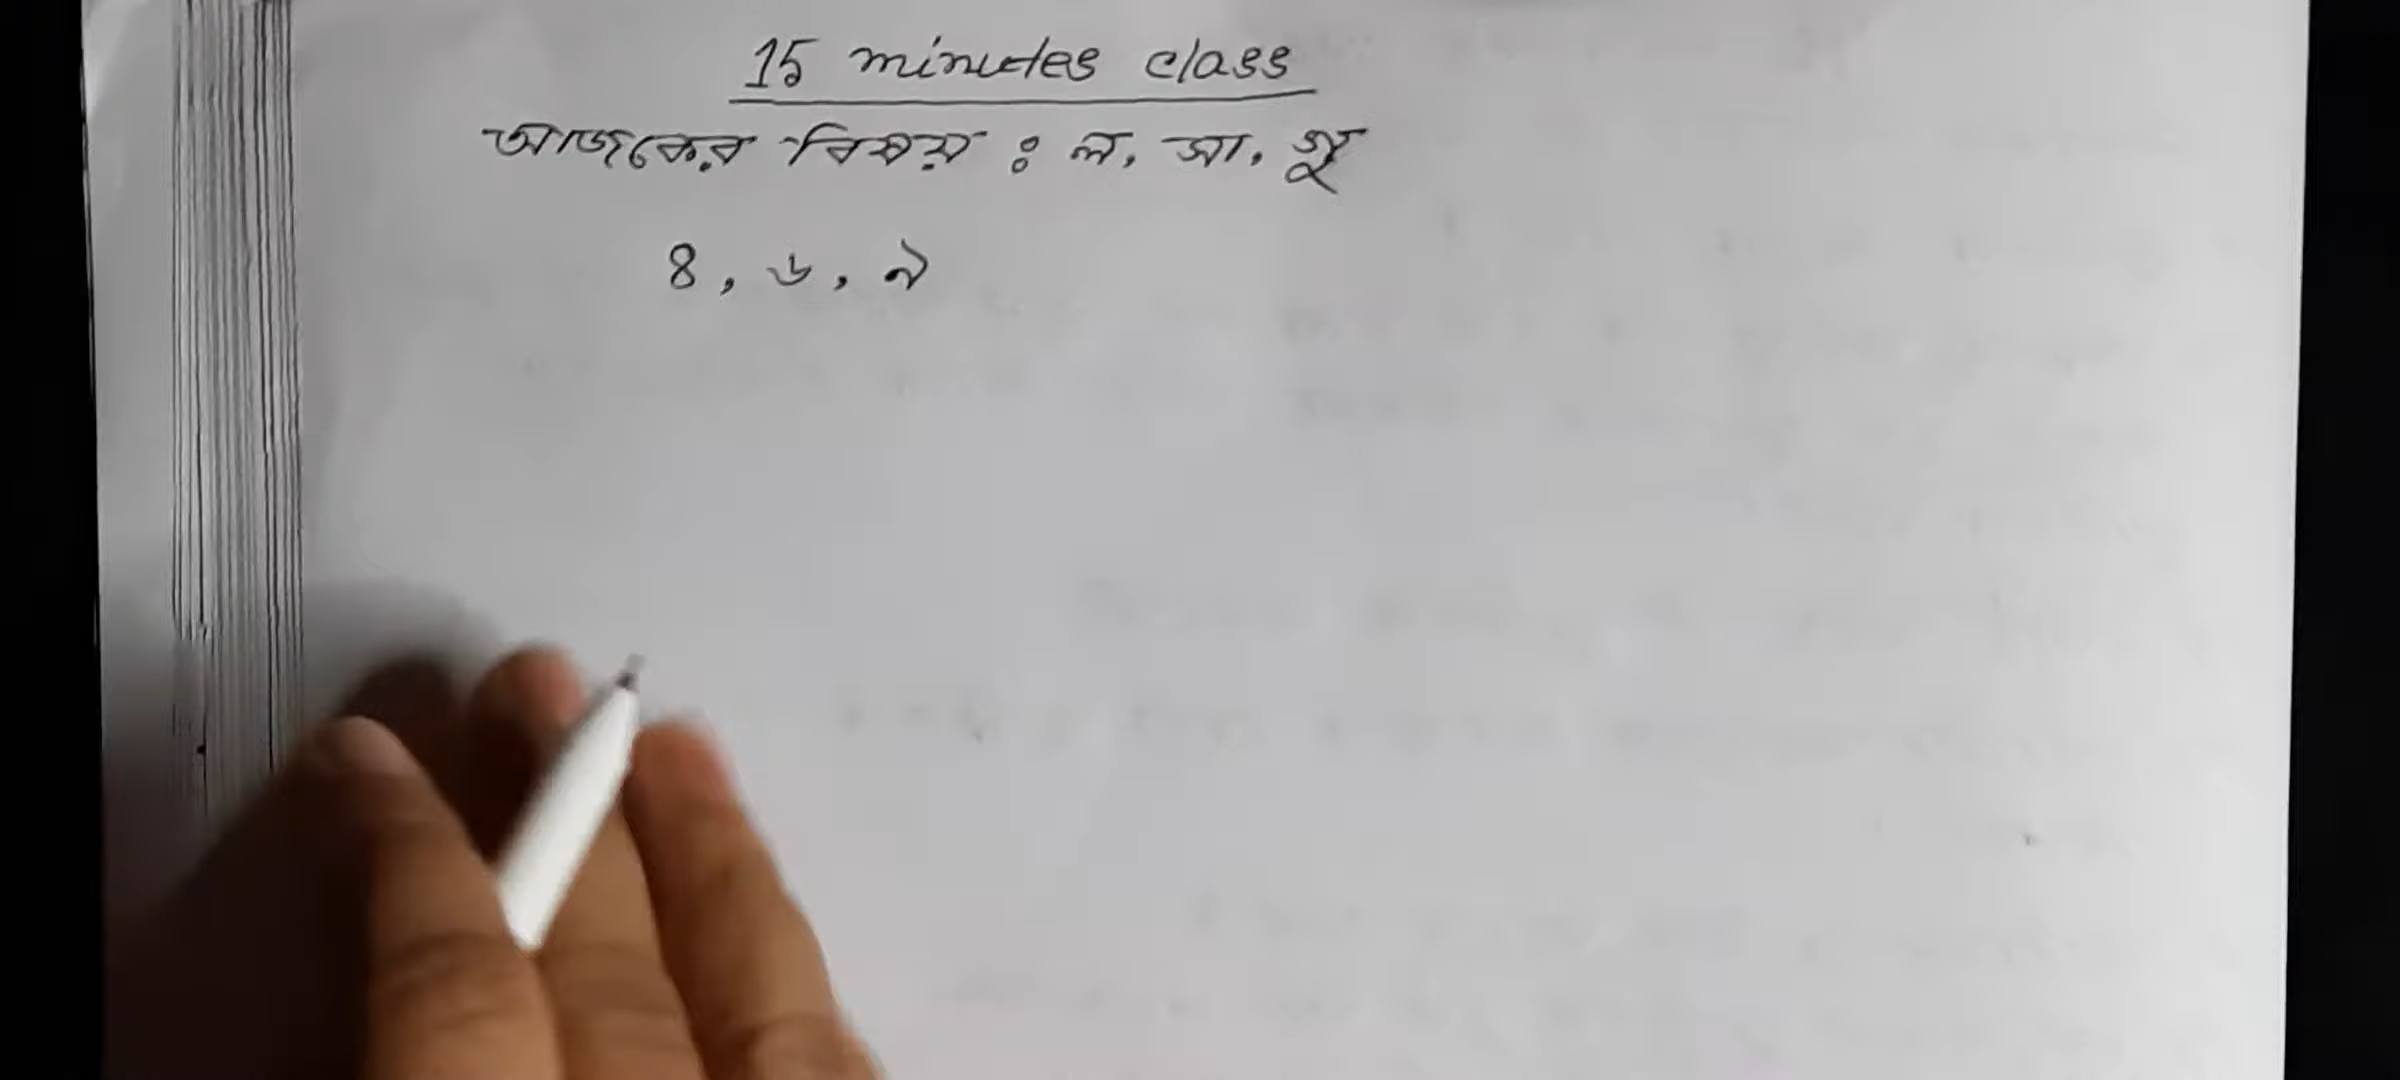 15 minutes class
আজকের বিষয় : ল. সা. গু
৪, ৬, ৯